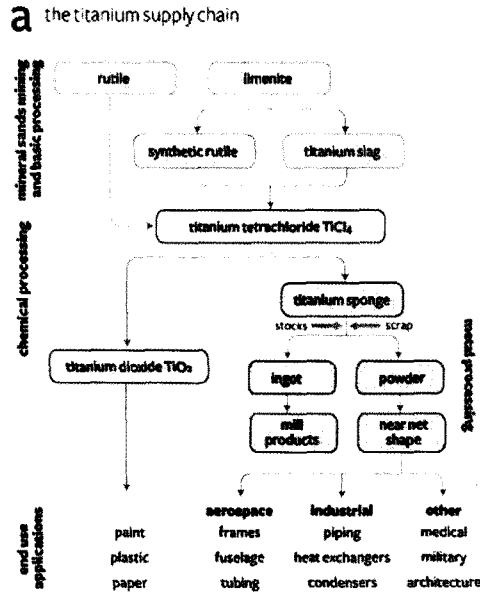 a the titanium supply chain
mineral sands mining
and basic processing
rutile
ilmenite
synthetic rutile
titanium slag
titanium tetrachloride TiCl₄
chemical processing
titanium sponge
stocks
scrap
metal processing
titanium dioxide TiO₂
ingot
powder
mill
products
near net
shape
end use
applications
aerospace industrial other
paint frames piping medical
plastic fuselage heat exchangers military
paper tubing condensers architecture